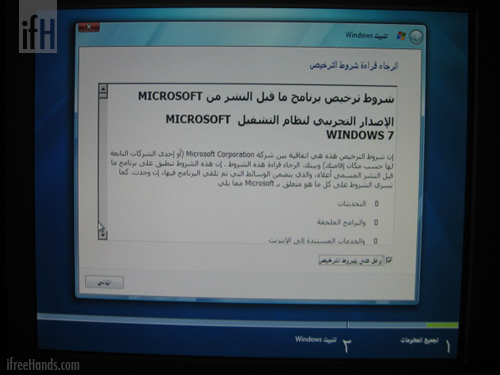 ifH
تثبيت Windows
الرجاء قراءة شروط الترخيص
شروط ترخيص برنامج ما قبل النشر من MICROSOFT
الإصدار التجريبي لنظام التشغيل MICROSOFT
WINDOWS 7
إن شروط الترخيص هذه هي اتفاقية بين شركة Microsoft Corporation (أو إحدى الشركات التابعة
لها حسب مكان إقامتك) وبينك. الرجاء قراءة هذه الشروط. إن هذه الشروط تنطبق على برنامج ما
قبل النشر المسمى أعلاه، والذي يتضمن الوسائط التي تم تلقي البرنامج فيها، إن وجدت. كما
تسري الشروط على كل ما هو متعلق بـ Microsoft مما يلي
التحديثات
والبرامج الملحقة
والخدمات المستندة إلى الإنترنت
أوافق على شروط الترخيص
التالي
١ تجميع المعلومات
٢ تثبيت Windows
ifreeHands.com